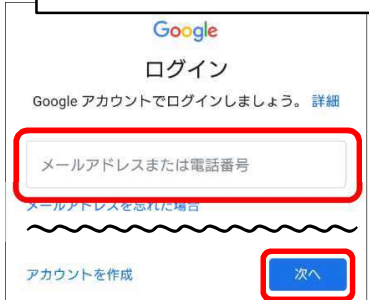 Google
ログイン
Google アカウントでログインしましょう。 詳細
メールアドレスまたは電話番号
メールアドレスを忘れた場合
アカウントを作成
次へ